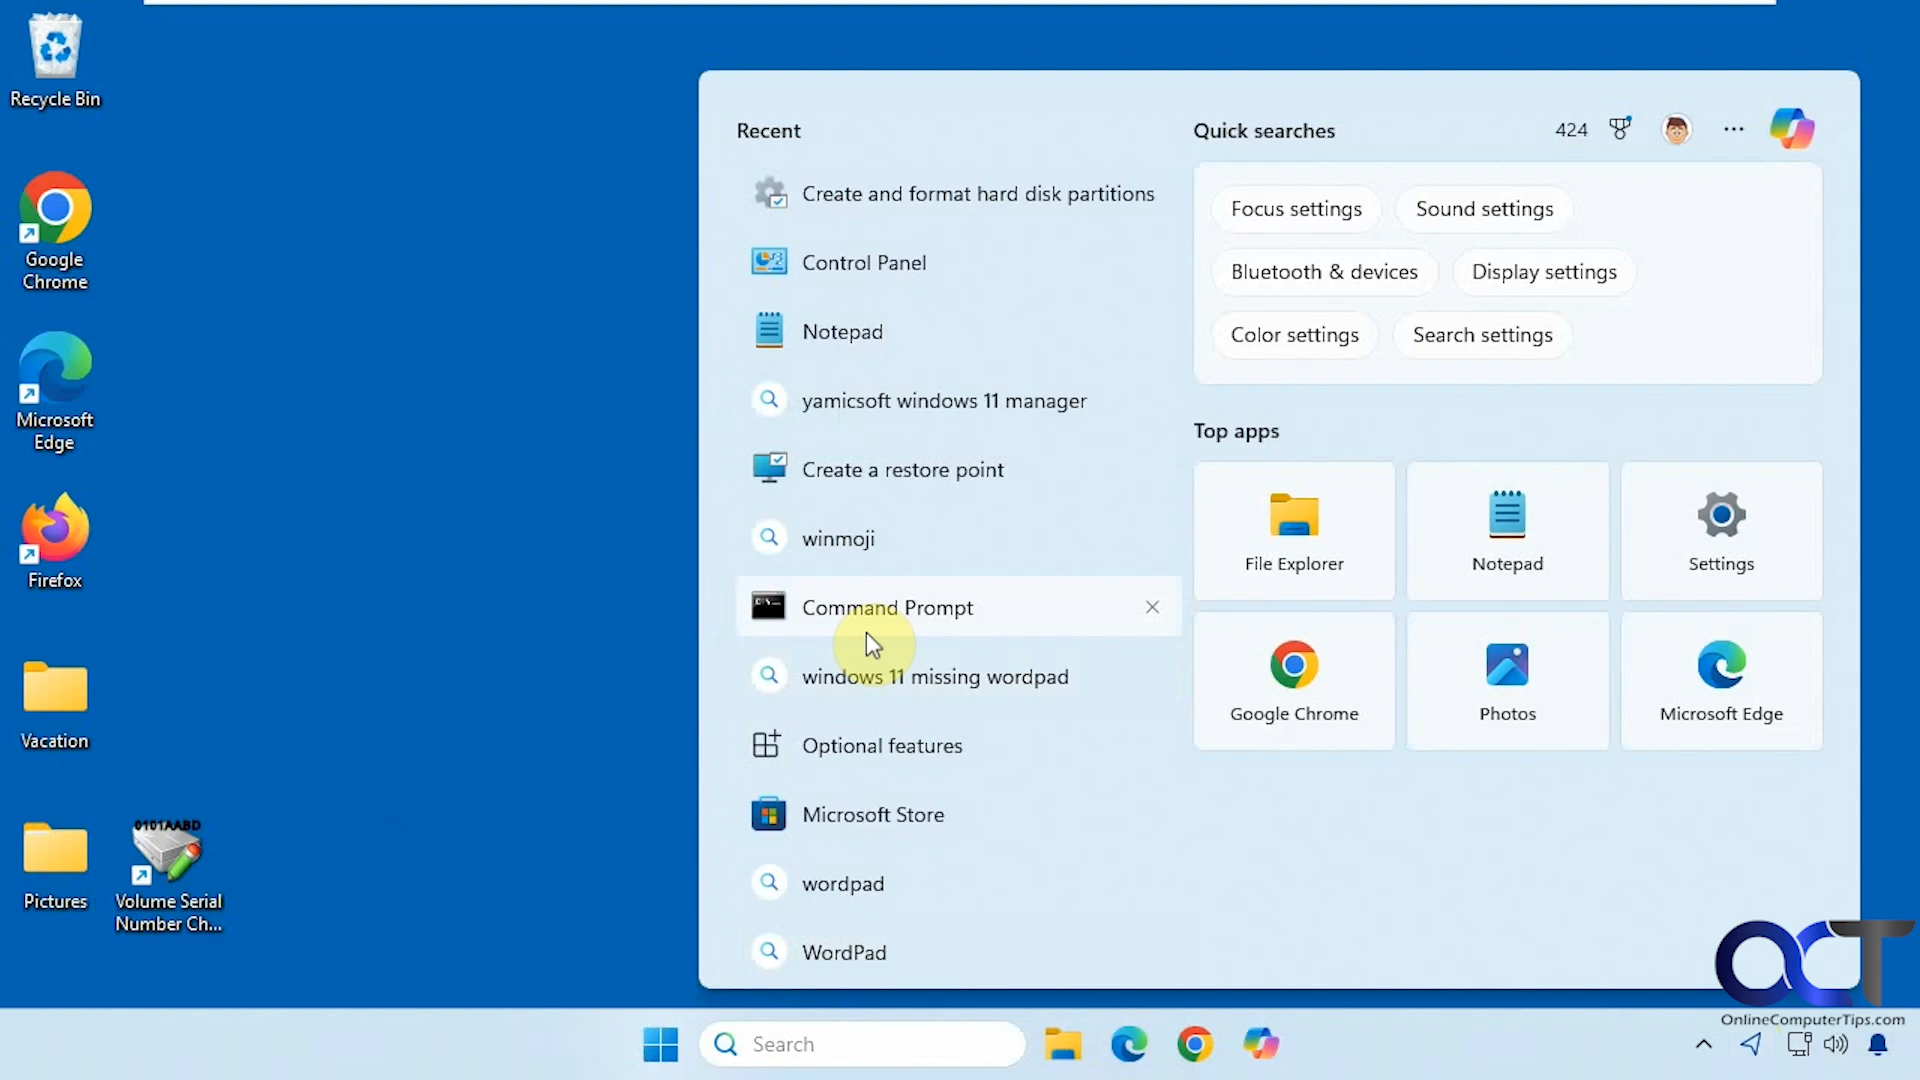 Recycle Bin
Google
Chrome
Microsoft
Edge
Firefox
Vacation
Pictures
0101AABD
Volume Serial
Number Ch...
Recent
Create and format hard disk partitions
Control Panel
Notepad
yamicsoft windows 11 manager
Create a restore point
winmoji
Command Prompt
windows 11 missing wordpad
Optional features
Microsoft Store
wordpad
WordPad
Quick searches
424
Focus settings
Sound settings
Bluetooth & devices
Display settings
Color settings
Search settings
Top apps
File Explorer
Notepad
Settings
Google Chrome
Photos
Microsoft Edge
OCT
OnlineComputerTips.com
Search